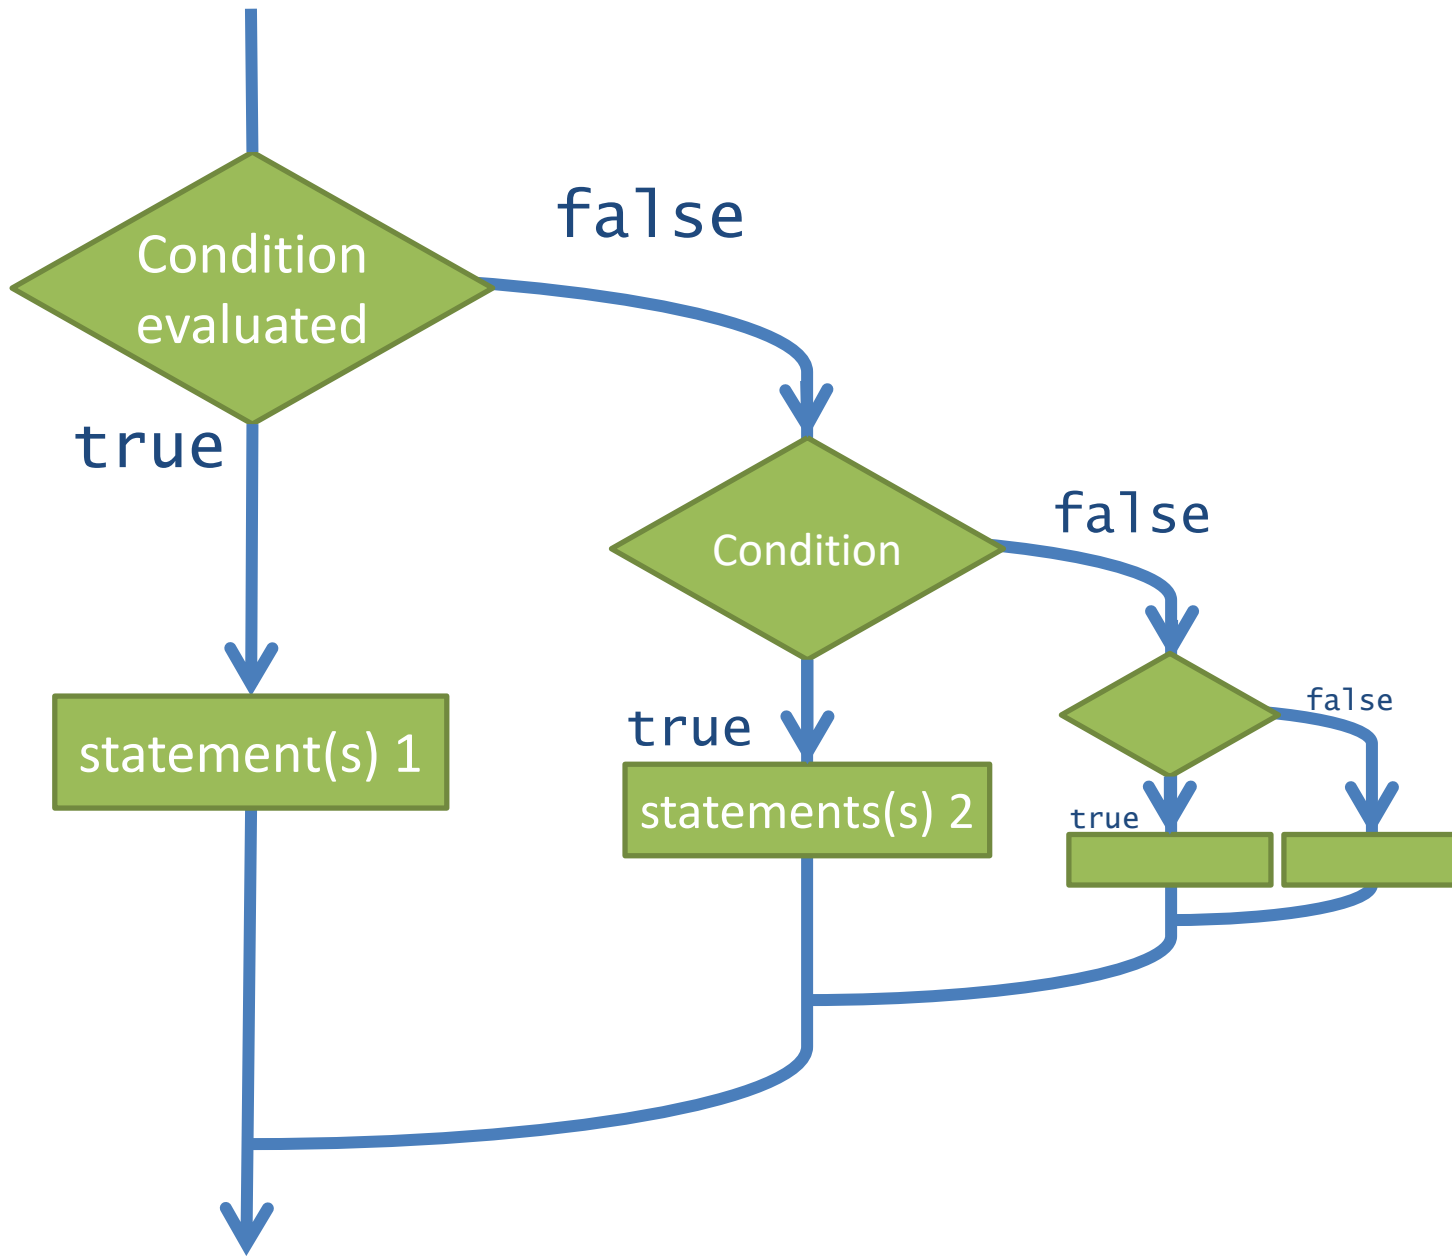 false
Condition
evaluated
true
false
Condition
false
true
statement(s) 1
statements(s) 2
true